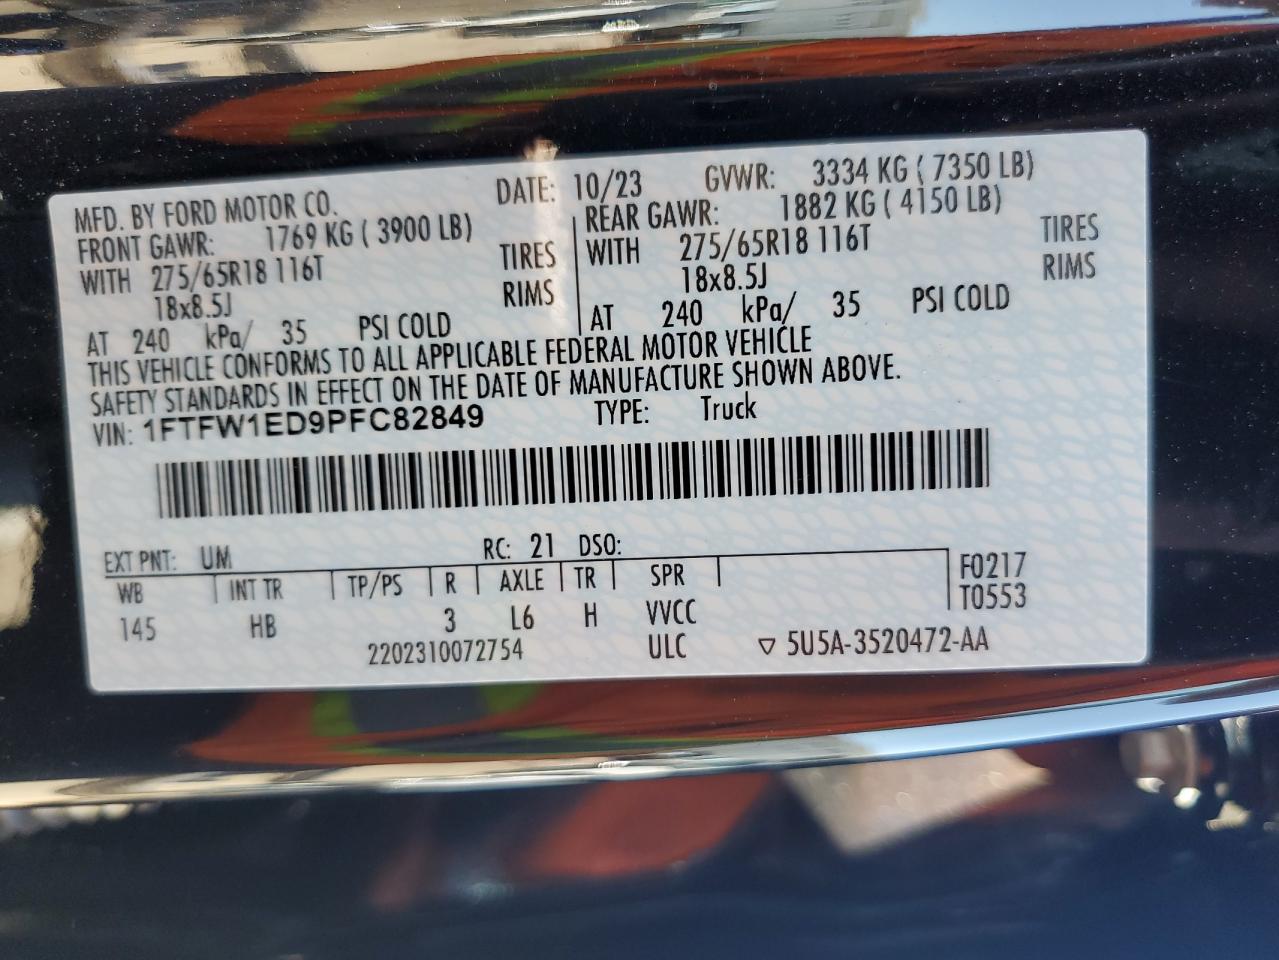 MFD. BY FORD MOTOR CO. DATE: 10/23 GVWR: 3334 KG ( 7350 LB)
FRONT GAWR: 1769 KG ( 3900 LB)
WITH 275/65R18 116T TIRES
18x8.5J RIMS
AT 240 kPa/ 35 PSI COLD
REAR GAWR: 1882 KG ( 4150 LB)
WITH 275/65R18 116T TIRES
18x8.5J RIMS
AT 240 kPa/ 35 PSI COLD
THIS VEHICLE CONFORMS TO ALL APPLICABLE FEDERAL MOTOR VEHICLE
SAFETY STANDARDS IN EFFECT ON THE DATE OF MANUFACTURE SHOWN ABOVE.
VIN: 1FTFW1ED9PFC82849 TYPE: Truck
EXT PNT: UM RC: 21 DSO:
WB INT TR TP/PS R AXLE TR SPR F0217
145 HB 3 L6 H VVCC T0553
2202310072754 ULC ▽ 5U5A-3520472-AA